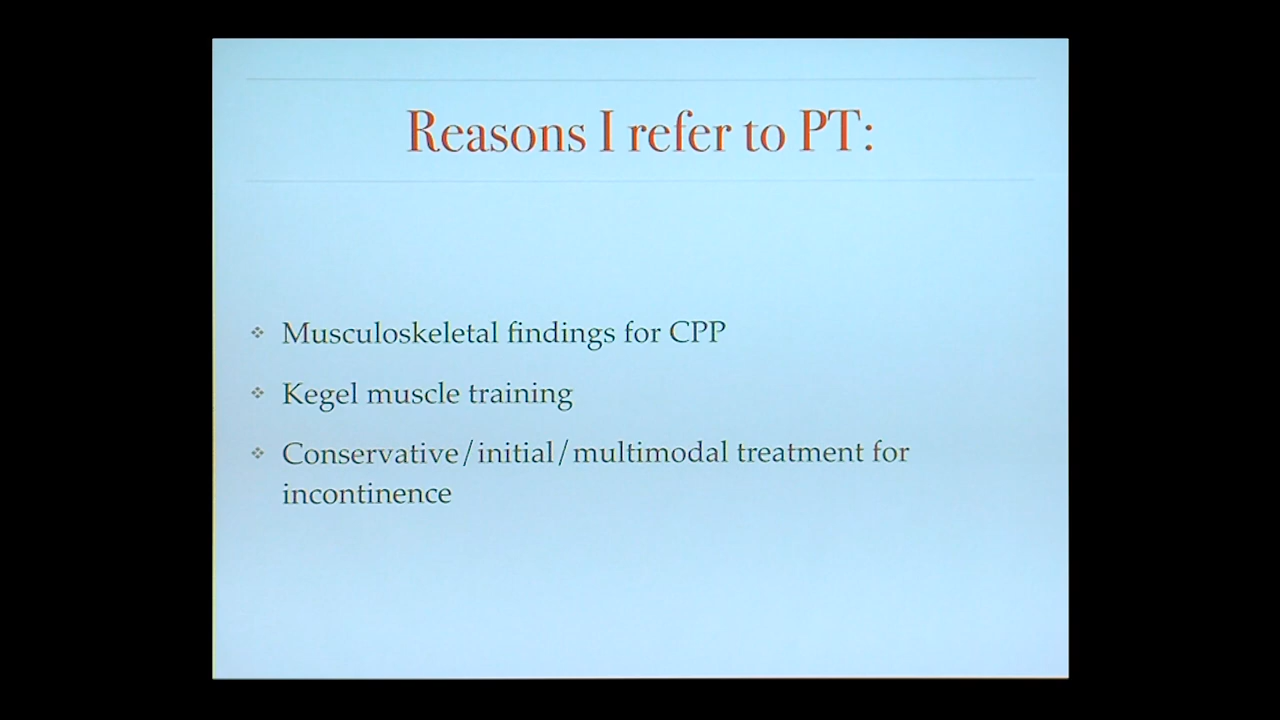 Reasons I refer to PT:
Musculoskeletal findings for CPP
Kegel muscle training
Conservative/initial/multimodal treatment for
incontinence